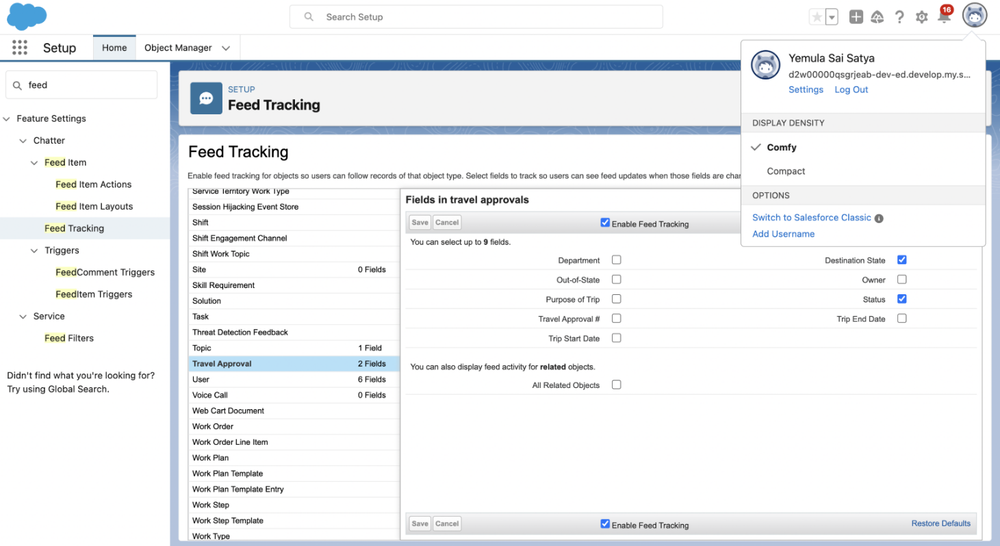 Search Setup
16
Setup
Home
Object Manager
feed
Feature Settings
Chatter
Feed Item
Feed Item Actions
Feed Item Layouts
Feed Tracking
Triggers
FeedComment Triggers
FeedItem Triggers
Service
Feed Filters
Didn't find what you're looking for?
Try using Global Search.
SETUP
Feed Tracking
Feed Tracking
Enable feed tracking for objects so users can follow records of that object type. Select fields to track so users can see feed updates when those fields are
Service Territory Work Type
Session Hijacking Event Store
Shift
Shift Engagement Channel
Shift Work Topic
Site 0 Fields
Skill Requirement
Solution
Task
Threat Detection Feedback
Topic 1 Field
Travel Approval 2 Fields
User 6 Fields
Voice Call 0 Fields
Web Cart Document
Work Order
Work Order Line Item
Work Plan
Work Plan Template
Work Plan Template Entry
Work Step
Work Step Template
Work Type
Fields in travel approvals
Save Cancel Enable Feed Tracking
You can select up to 9 fields.
Department Destination State
Out-of-State Owner
Purpose of Trip Status
Travel Approval # Trip End Date
Trip Start Date
You can also display feed activity for related objects.
All Related Objects
Save Cancel Enable Feed Tracking Restore Defaults
Yemula Sai Satya
d2w00000qsgrjeab-dev-ed.develop.my.s...
Settings Log Out
DISPLAY DENSITY
Comfy
Compact
OPTIONS
Switch to Salesforce Classic
Add Username